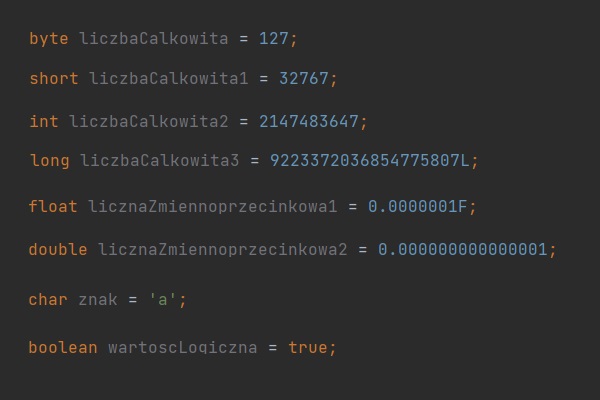 byte liczbaCalkowita = 127;
short liczbaCalkowita1 = 32767;
int liczbaCalkowita2 = 2147483647;
long liczbaCalkowita3 = 9223372036854775807L;
float licznaZmiennoprzecinkowa1 = 0.0000001F;
double licznaZmiennoprzecinkowa2 = 0.000000000000001;
char znak = 'a';
boolean wartoscLogiczna = true;